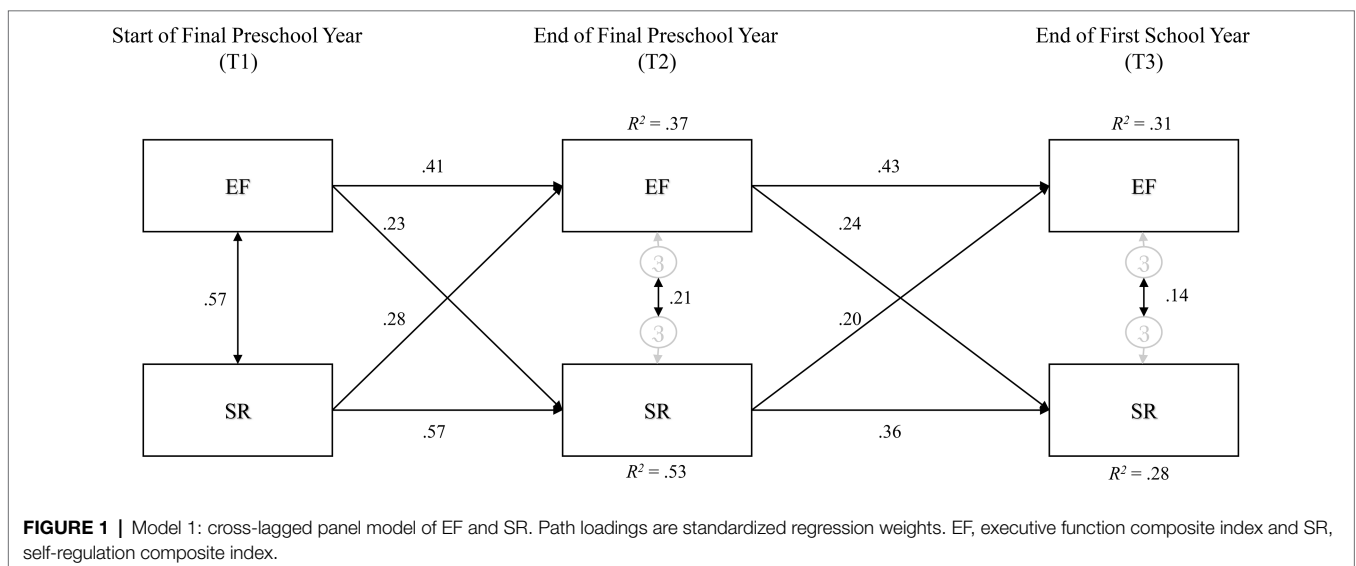 Start of Final Preschool Year
(T1)
End of Final Preschool Year
(T2)
End of First School Year
(T3)
R² = .37
R² = .31
EF
.41
EF
.43
EF
.23
.24
3
3
.57
.21
.14
.28
.20
3
3
SR
.57
SR
.36
SR
R² = .53
R² = .28
FIGURE 1 | Model 1: cross-lagged panel model of EF and SR. Path loadings are standardized regression weights. EF, executive function composite index and SR,
self-regulation composite index.